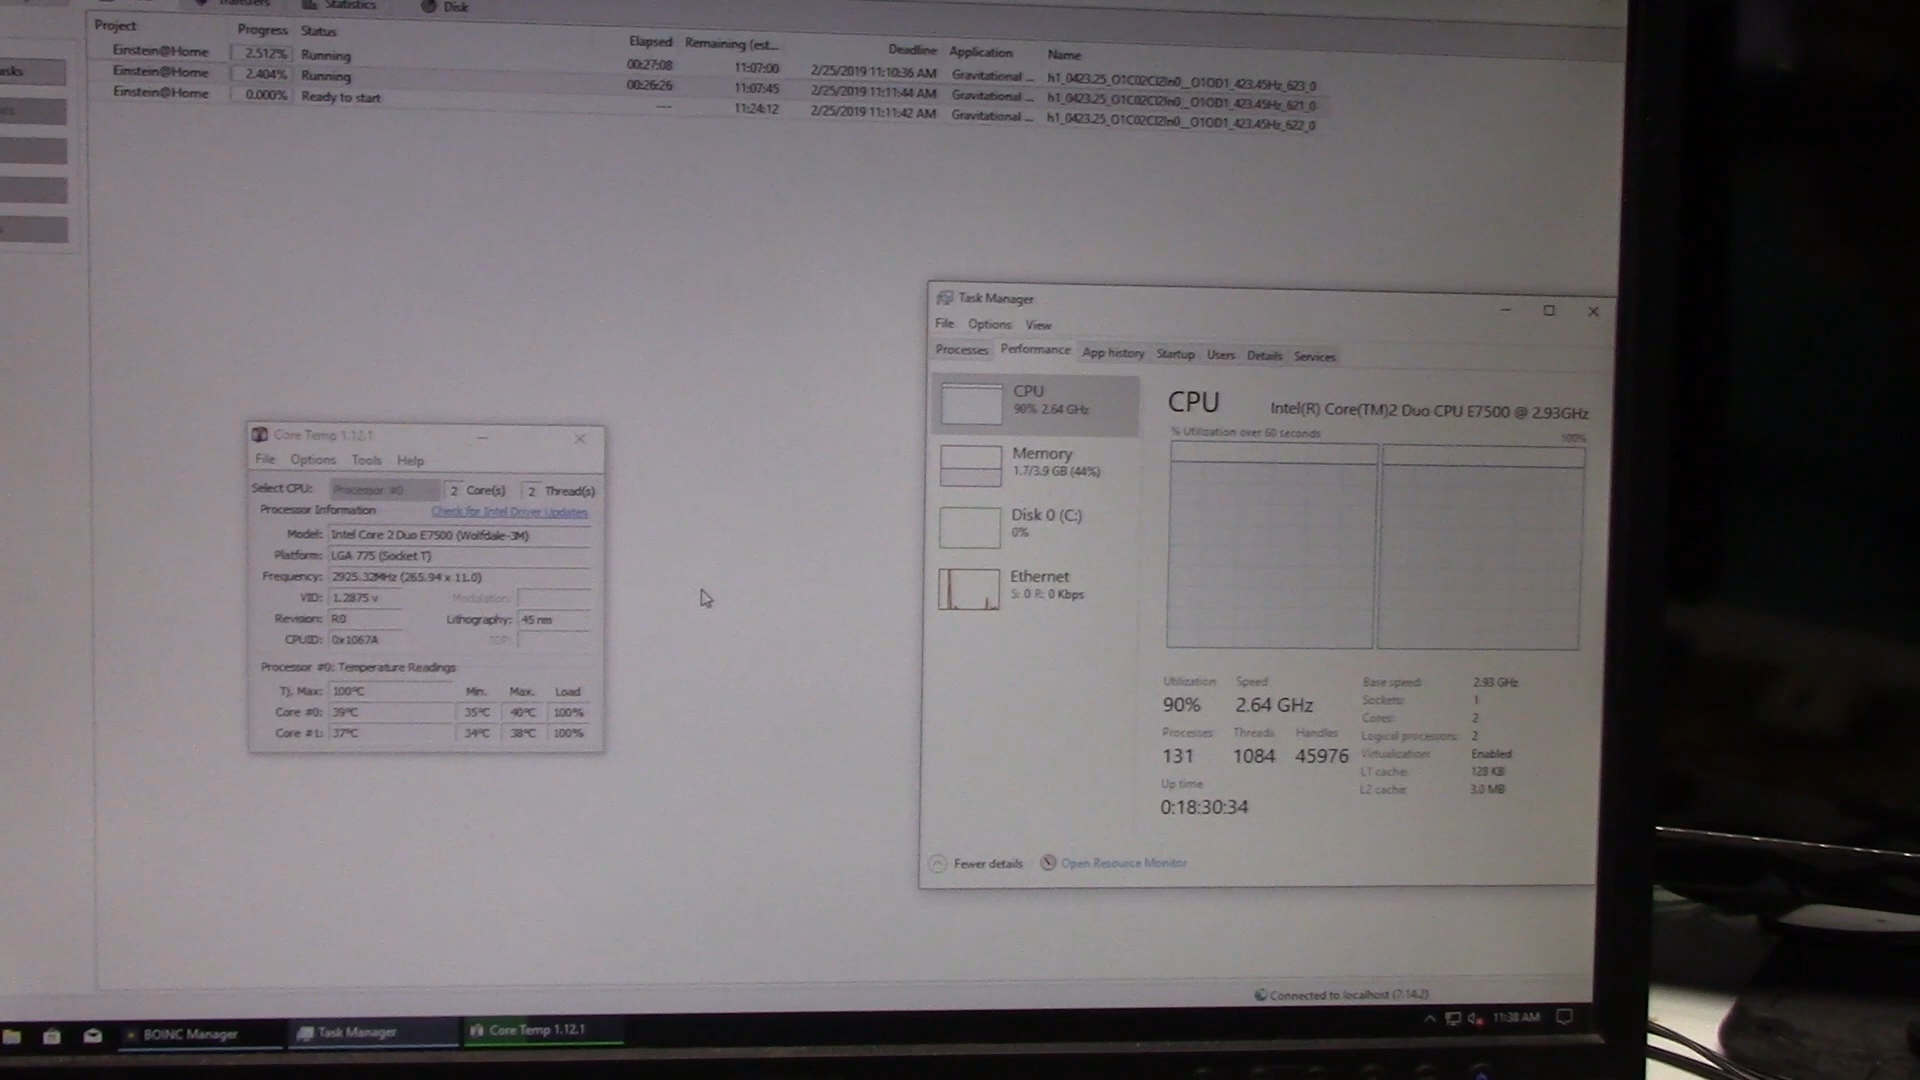 Transfers Statistics Disk
Project Progress Status Elapsed Remaining (est... Deadline Application Name
Einstein@Home 2.512% Running 00:27:08 11:07:00 2/25/2019 11:10:36 AM Gravitational ... h1_0423.25_O1C02Cl2In0__O1OD1_423.45Hz_623_0
Einstein@Home 2.404% Running 00:26:26 11:07:45 2/25/2019 11:11:44 AM Gravitational ... h1_0423.25_O1C02Cl2In0__O1OD1_423.45Hz_621_0
Einstein@Home 0.000% Ready to start --- 11:24:12 2/25/2019 11:11:42 AM Gravitational ... h1_0423.25_O1C02Cl2In0__O1OD1_423.45Hz_622_0
Core Temp 1.12.1
File Options Tools Help
Select CPU: Processor #0 2 Core(s) 2 Thread(s)
Processor Information Check for Intel Driver Updates
Model: Intel Core 2 Duo E7500 (Wolfdale-3M)
Platform: LGA 775 (Socket T)
Frequency: 2925.32MHz (265.94 x 11.0)
VID: 1.2875 v Modulation:
Revision: R0 Lithography: 45 nm
CPUID: 0x1067A TDP:
Processor #0: Temperature Readings
Tj. Max: 100°C Min. Max. Load
Core #0: 39°C 35°C 40°C 100%
Core #1: 37°C 34°C 38°C 100%
Task Manager
File Options View
Processes Performance App history Startup Users Details Services
CPU
90% 2.64 GHz
Memory
1.7/3.9 GB (44%)
Disk 0 (C:)
0%
Ethernet
S: 0 R: 0 Kbps
CPU Intel(R) Core(TM)2 Duo CPU E7500 @ 2.93GHz
% Utilization over 60 seconds 100%
Utilization Speed
90% 2.64 GHz
Processes Threads Handles
131 1084 45976
Up time
0:18:30:34
Base speed: 2.93 GHz
Sockets: 1
Cores: 2
Logical processors: 2
Virtualization: Enabled
L1 cache: 128 KB
L2 cache: 3.0 MB
Fewer details Open Resource Monitor
Connected to localhost (7.14.2)
BOINC Manager Task Manager Core Temp 1.12.1 11:38 AM